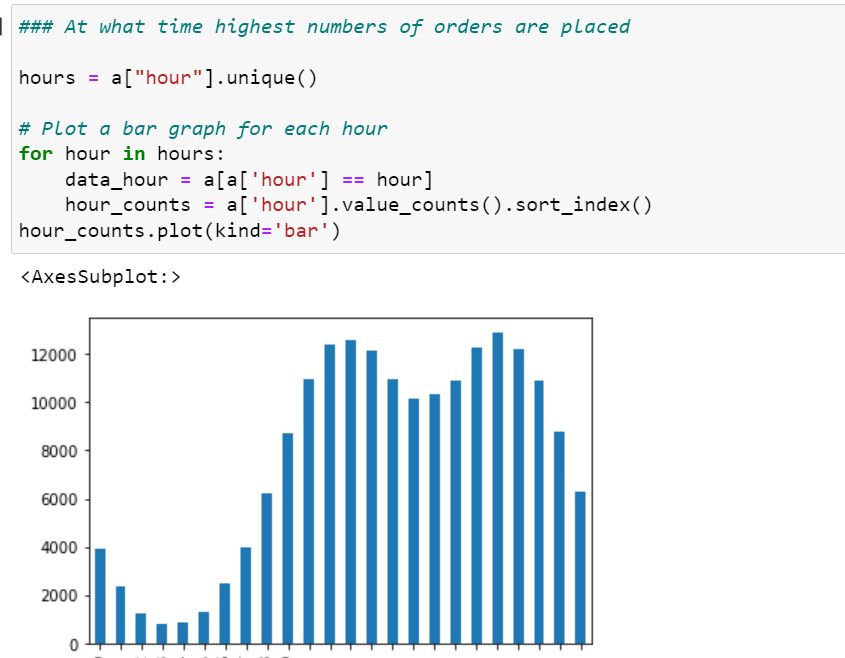 ### At what time highest numbers of orders are placed
hours = a["hour"].unique()
# Plot a bar graph for each hour
for hour in hours:
    data_hour = a[a['hour'] == hour]
    hour_counts = a['hour'].value_counts().sort_index()
hour_counts.plot(kind='bar')
<AxesSubplot:>
12000
10000
8000
6000
4000
2000
0